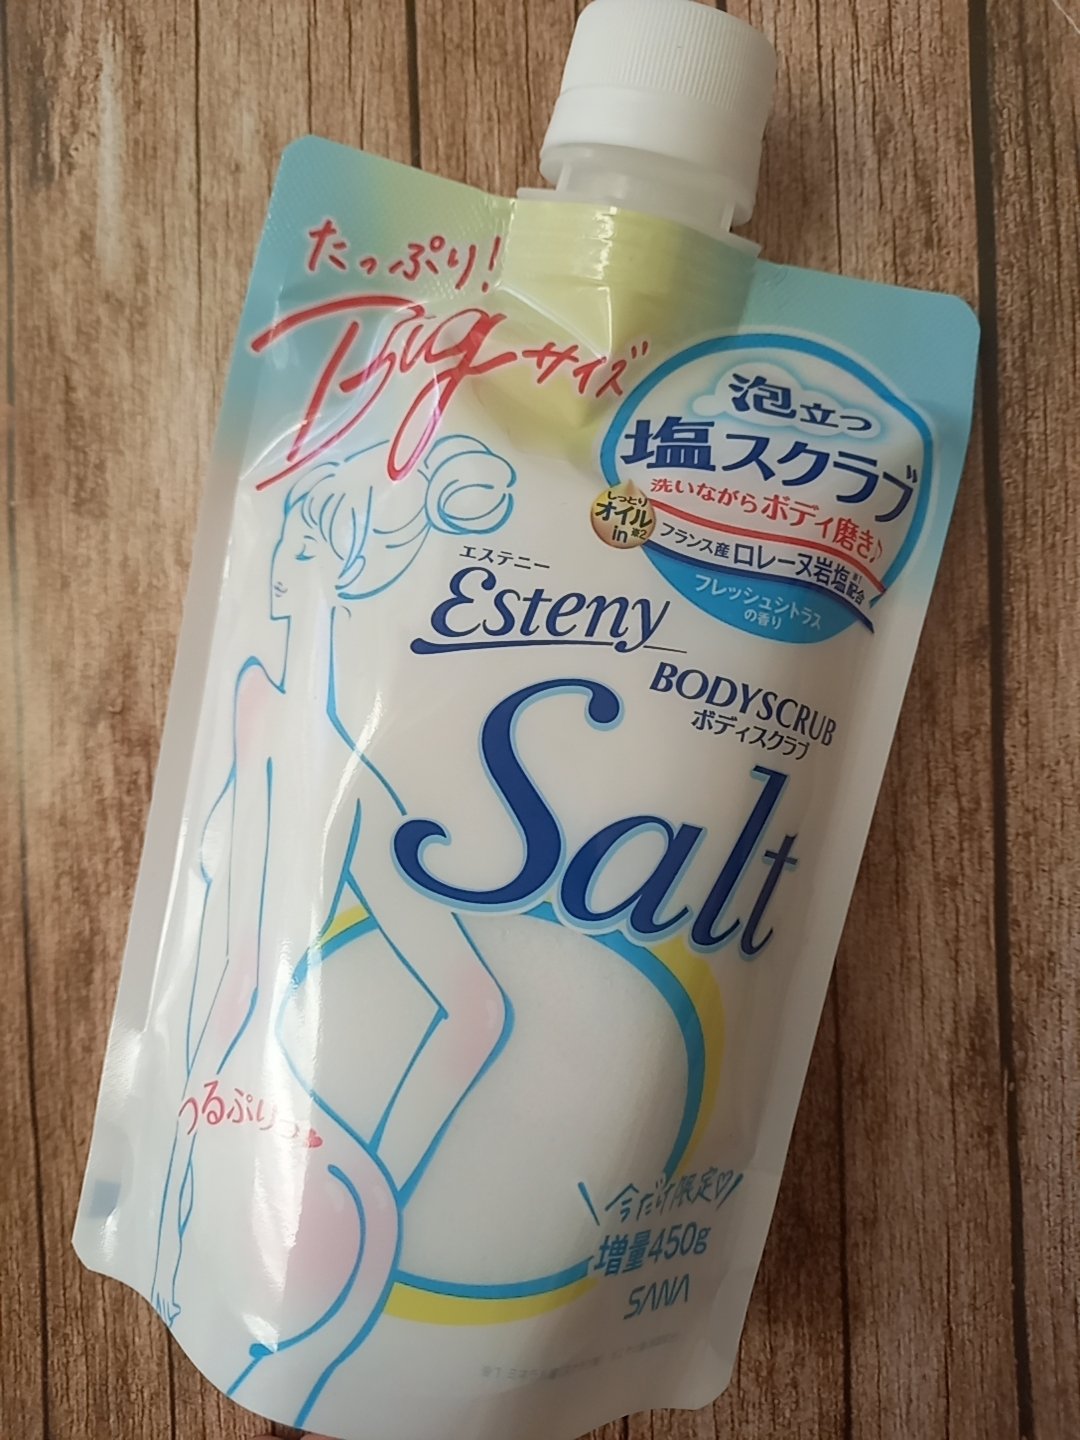 たっぷり!
Bigサイズ
泡立つ
塩スクラブ
洗いながらボディ磨き♪
しっとり
オイル※2
in
フランス産ロレーヌ岩塩※1配合
フレッシュシトラス
の香り
エステニー
Esteny
BODYSCRUB
ボディスクラブ
Salt
つるぷりっ♥
\今だけ限定♡/
増量450g
SANA